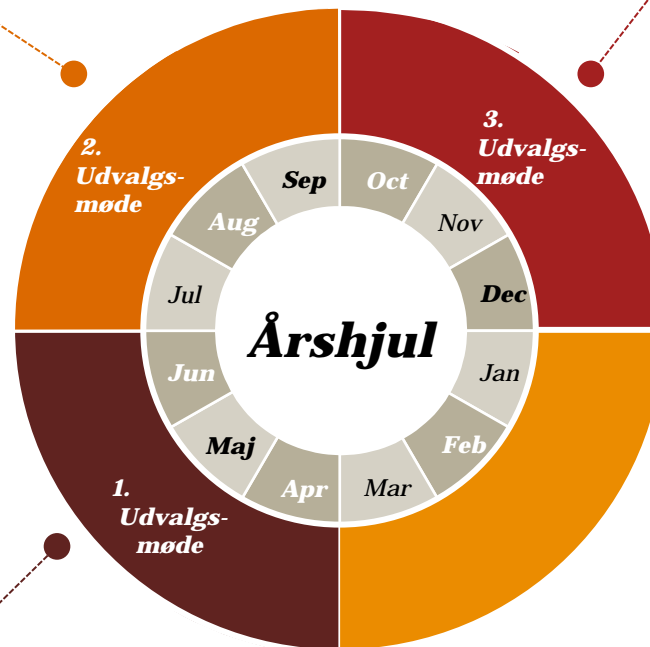 3.
Udvalgs-
møde
2.
Udvalgs-
møde
Sep
Oct
Aug
Nov
Jul
Dec
Årshjul
Jun
Jan
Maj
Feb
Apr
Mar
1.
Udvalgs-
møde